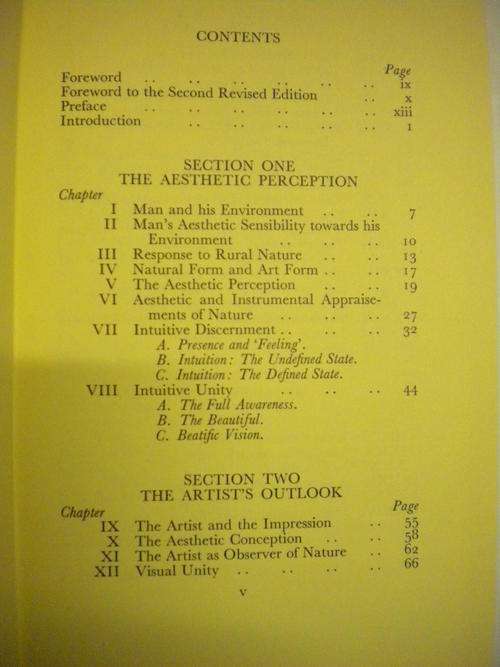 CONTENTS
Page
Foreword .. .. .. .. .. .. ix
Foreword to the Second Revised Edition .. x
Preface .. .. .. .. .. .. xiii
Introduction .. .. .. .. .. 1
SECTION ONE
THE AESTHETIC PERCEPTION
Chapter
I Man and his Environment .. .. 7
II Man's Aesthetic Sensibility towards his
Environment .. .. .. 10
III Response to Rural Nature .. .. 13
IV Natural Form and Art Form .. .. 17
V The Aesthetic Perception .. .. 19
VI Aesthetic and Instrumental Appraise-
ments of Nature .. .. .. 27
VII Intuitive Discernment .. .. .. 32
A. Presence and 'Feeling'.
B. Intuition: The Undefined State.
C. Intuition: The Defined State.
VIII Intuitive Unity .. .. .. 44
A. The Full Awareness.
B. The Beautiful.
C. Beatific Vision.
SECTION TWO
THE ARTIST'S OUTLOOK
Chapter Page
IX The Artist and the Impression .. 55
X The Aesthetic Conception .. .. 58
XI The Artist as Observer of Nature .. 62
XII Visual Unity .. .. .. .. 66
v